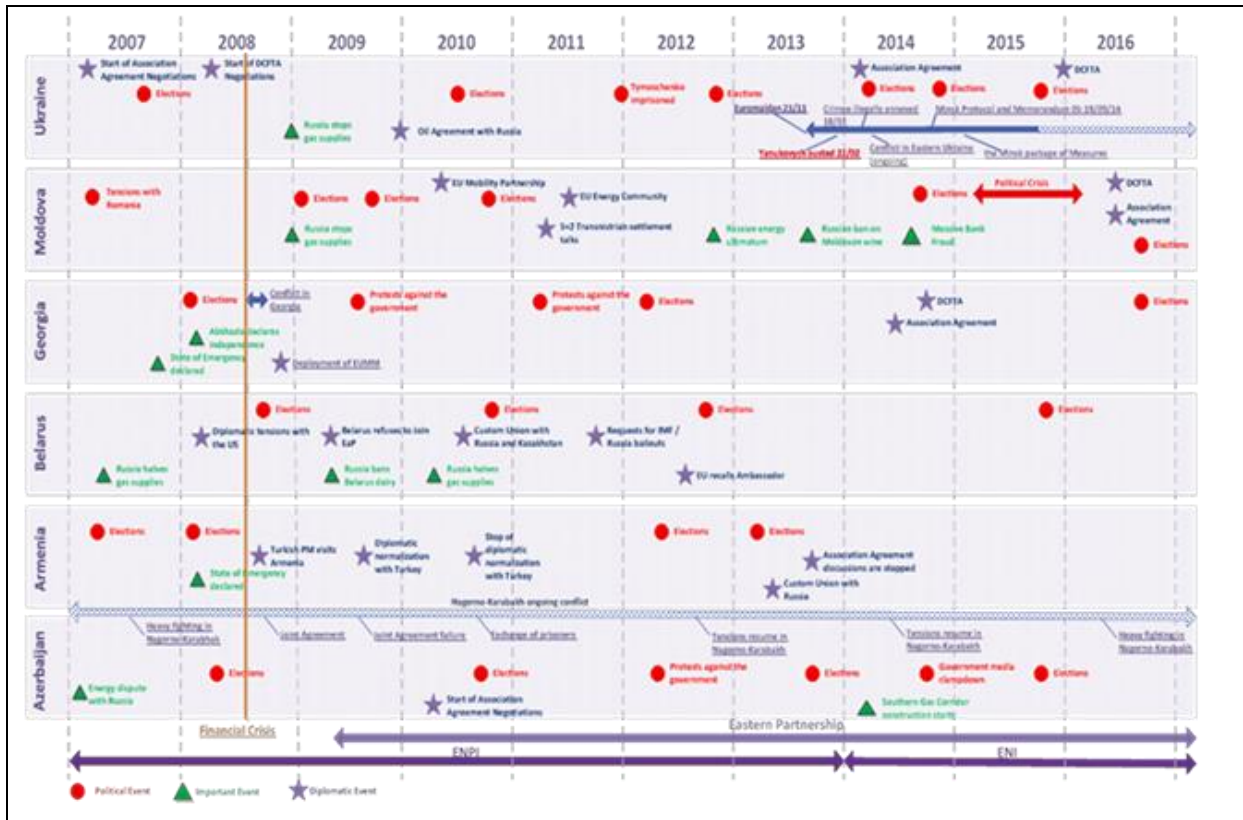 2007 2008 2009 2010 2011 2012 2013 2014 2015 2016
Ukraine
Start of Association
Agreement Negotiations
Start of DCFTA
Negotiations
Association Agreement
DCFTA
Elections
Elections
Tymoschenko
imprisoned
Elections
Elections
Elections
Elections
Euromaidan 21/11
Crimea illegally annexed
18/03
Minsk Protocol and Memorandum 05-19/09/14
Russia stops
gas supplies
Oil Agreement with Russia
Yanukovych ousted 22/02
Conflict in Eastern Ukraine
(ongoing)
the Minsk package of Measures
Moldova
Tensions with
Romania
Elections
Elections
EU Mobility Partnership
Elections
EU Energy Community
Elections
Political Crisis
DCFTA
Association
Agreement
Russia stops
gas supplies
5+2 Transnistrian settlement
talks
Russian energy
ultimatum
Russian ban on
Moldovan wine
Massive Bank
Fraud
Elections
Georgia
Elections
Conflict in
Georgia
Protests against the
government
Protests against the
government
Elections
DCFTA
Elections
Association Agreement
Abkhazia declares
independence
State of Emergency
declared
Deployment of EUMM
Belarus
Elections
Elections
Elections
Elections
Diplomatic tensions with
the US
Belarus refuses to join
EaP
Custom Union with
Russia and Kazakhstan
Requests for IMF /
Russia bailouts
Russia halves
gas supplies
Russia bans
Belarus dairy
Russia halves
gas supplies
EU recalls Ambassador
Armenia
Elections
Elections
Elections
Elections
Turkish PM visits
Armenia
Diplomatic
normalization
with Turkey
Stop of
diplomatic
normalization
with Turkey
Association Agreement
discussions are stopped
State of Emergency
declared
Custom Union with
Russia
Nogorno-Karabakh ongoing conflict
Azerbaijan
Heavy fighting in
Nagorno-Karabhak
Joint Agreement
Joint Agreement failure
Exchange of prisoners
Tensions resume in
Nagorno-Karabakh
Tensions resume in
Nagorno-Karabakh
Heavy fighting in
Nogorno-Karabakh
Elections
Elections
Protests against the
government
Elections
Government media
clampdown
Elections
Energy dispute
with Russia
Start of Association
Agreement Negotiations
Southern Gas Corridor
construction starts
Financial Crisis
Eastern Partnership
ENPI
ENI
Political Event
Important Event
Diplomatic Event